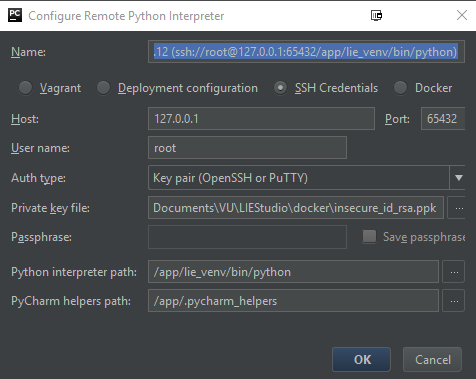 PC Configure Remote Python Interpreter
Name: .12 (ssh://root@127.0.0.1:65432/app/lie_venv/bin/python)
Vagrant Deployment configuration SSH Credentials Docker
Host: 127.0.0.1 Port: 65432
User name: root
Auth type: Key pair (OpenSSH or PuTTY)
Private key file: Documents\VU\LIEStudio\docker\insecure_id_rsa.ppk ...
Passphrase: Save passphrase
Python interpreter path: /app/lie_venv/bin/python ...
PyCharm helpers path: /app/.pycharm_helpers ...
OK Cancel